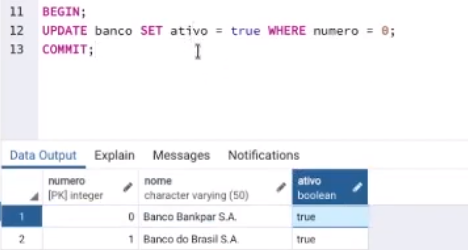 11 BEGIN;
12 UPDATE banco SET ativo = true WHERE numero = 0;
13 COMMIT;
Data Output Explain Messages Notifications
numero nome ativo
[PK] integer character varying (50) boolean
1 0 Banco Bankpar S.A. true
2 1 Banco do Brasil S.A true